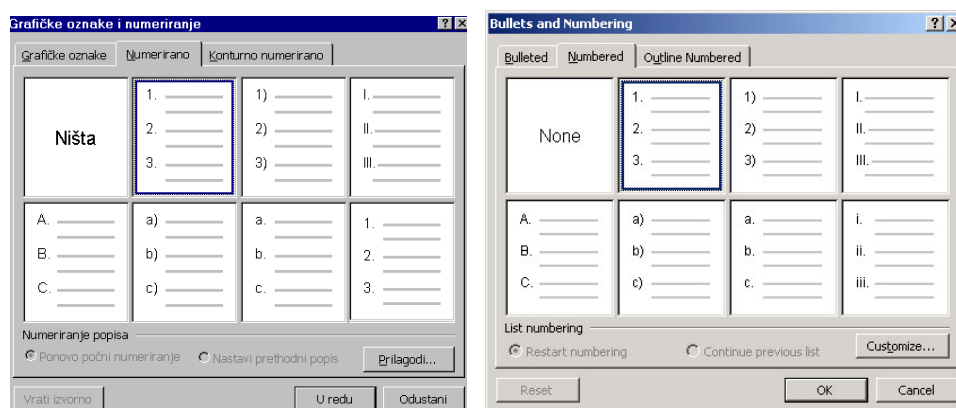 Grafičke oznake i numeriranje
Grafičke oznake Numerirano Konturno numerirano
Ništa
1.
2.
3.
1)
2)
3)
I.
II.
III.
A.
B.
C.
a)
b)
c)
a.
b.
c.
1.
2.
3.
Numeriranje popisa
Ponovo počni numeriranje Nastavi prethodni popis Prilagodi...
Vrati izvorno U redu Odustani
Bullets and Numbering
Bulleted Numbered Outline Numbered
None
1.
2.
3.
1)
2)
3)
I.
II.
III.
A.
B.
C.
a)
b)
c)
a.
b.
c.
i.
ii.
iii.
List numbering
Restart numbering Continue previous list Customize...
Reset OK Cancel